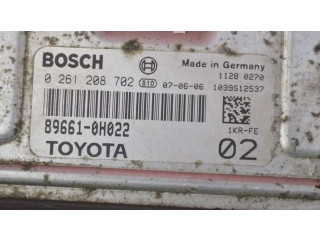 BOSCH Made in Germany
1128 0270
0 261 208 702 E10 07-06-06 1039S12537
89661-0H022
1KR-FE
TOYOTA 02